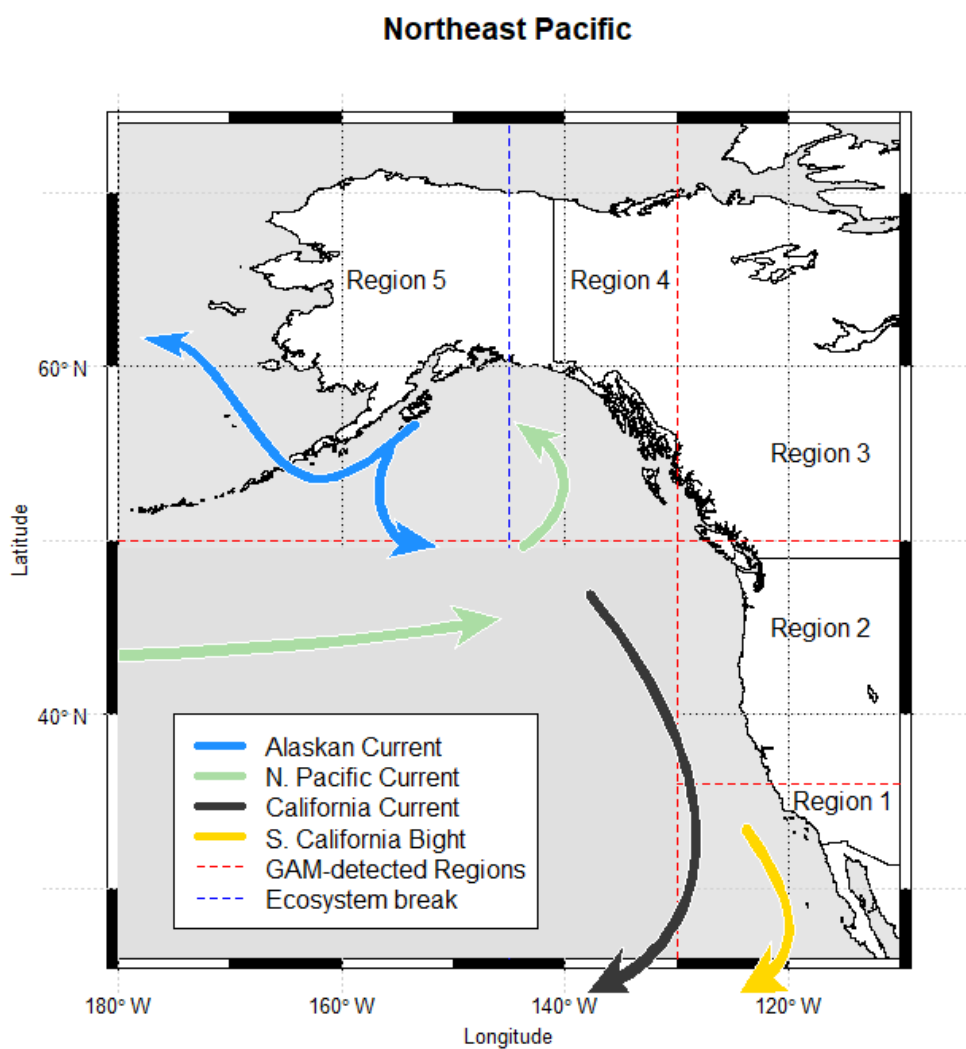 Northeast Pacific
Region 5
Region 4
60° N
Region 3
Latitude
Region 2
40° N
Alaskan Current
N. Pacific Current
Region 1
California Current
S. California Bight
GAM-detected Regions
Ecosystem break
180° W
160° W
140° W
120° W
Longitude